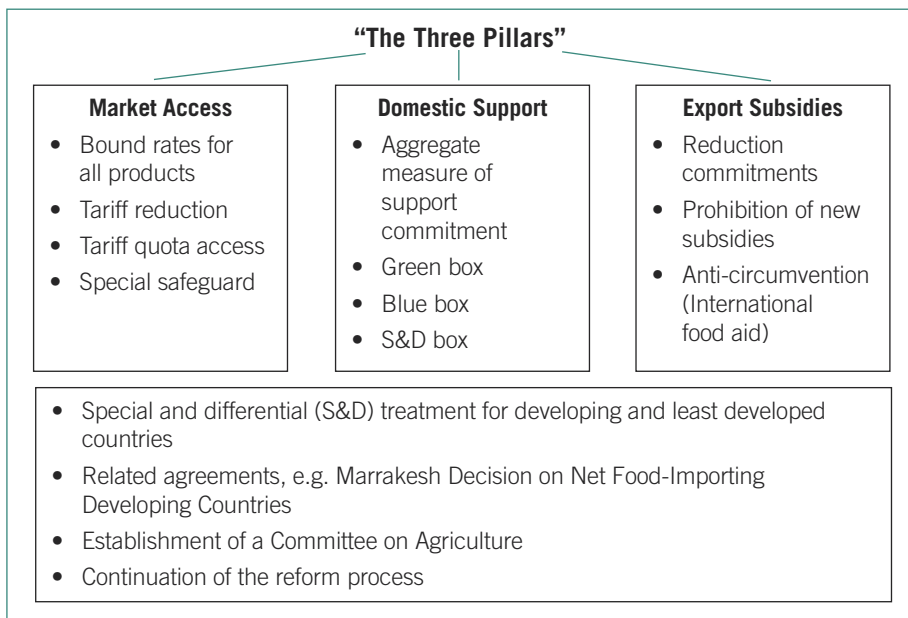 “The Three Pillars”
Market Access
• Bound rates for
all products
• Tariff reduction
• Tariff quota access
• Special safeguard
Domestic Support
• Aggregate
measure of
support
commitment
• Green box
• Blue box
• S&D box
Export Subsidies
• Reduction
commitments
• Prohibition of new
subsidies
• Anti-circumvention
(International
food aid)
• Special and differential (S&D) treatment for developing and least developed
countries
• Related agreements, e.g. Marrakesh Decision on Net Food-Importing
Developing Countries
• Establishment of a Committee on Agriculture
• Continuation of the reform process